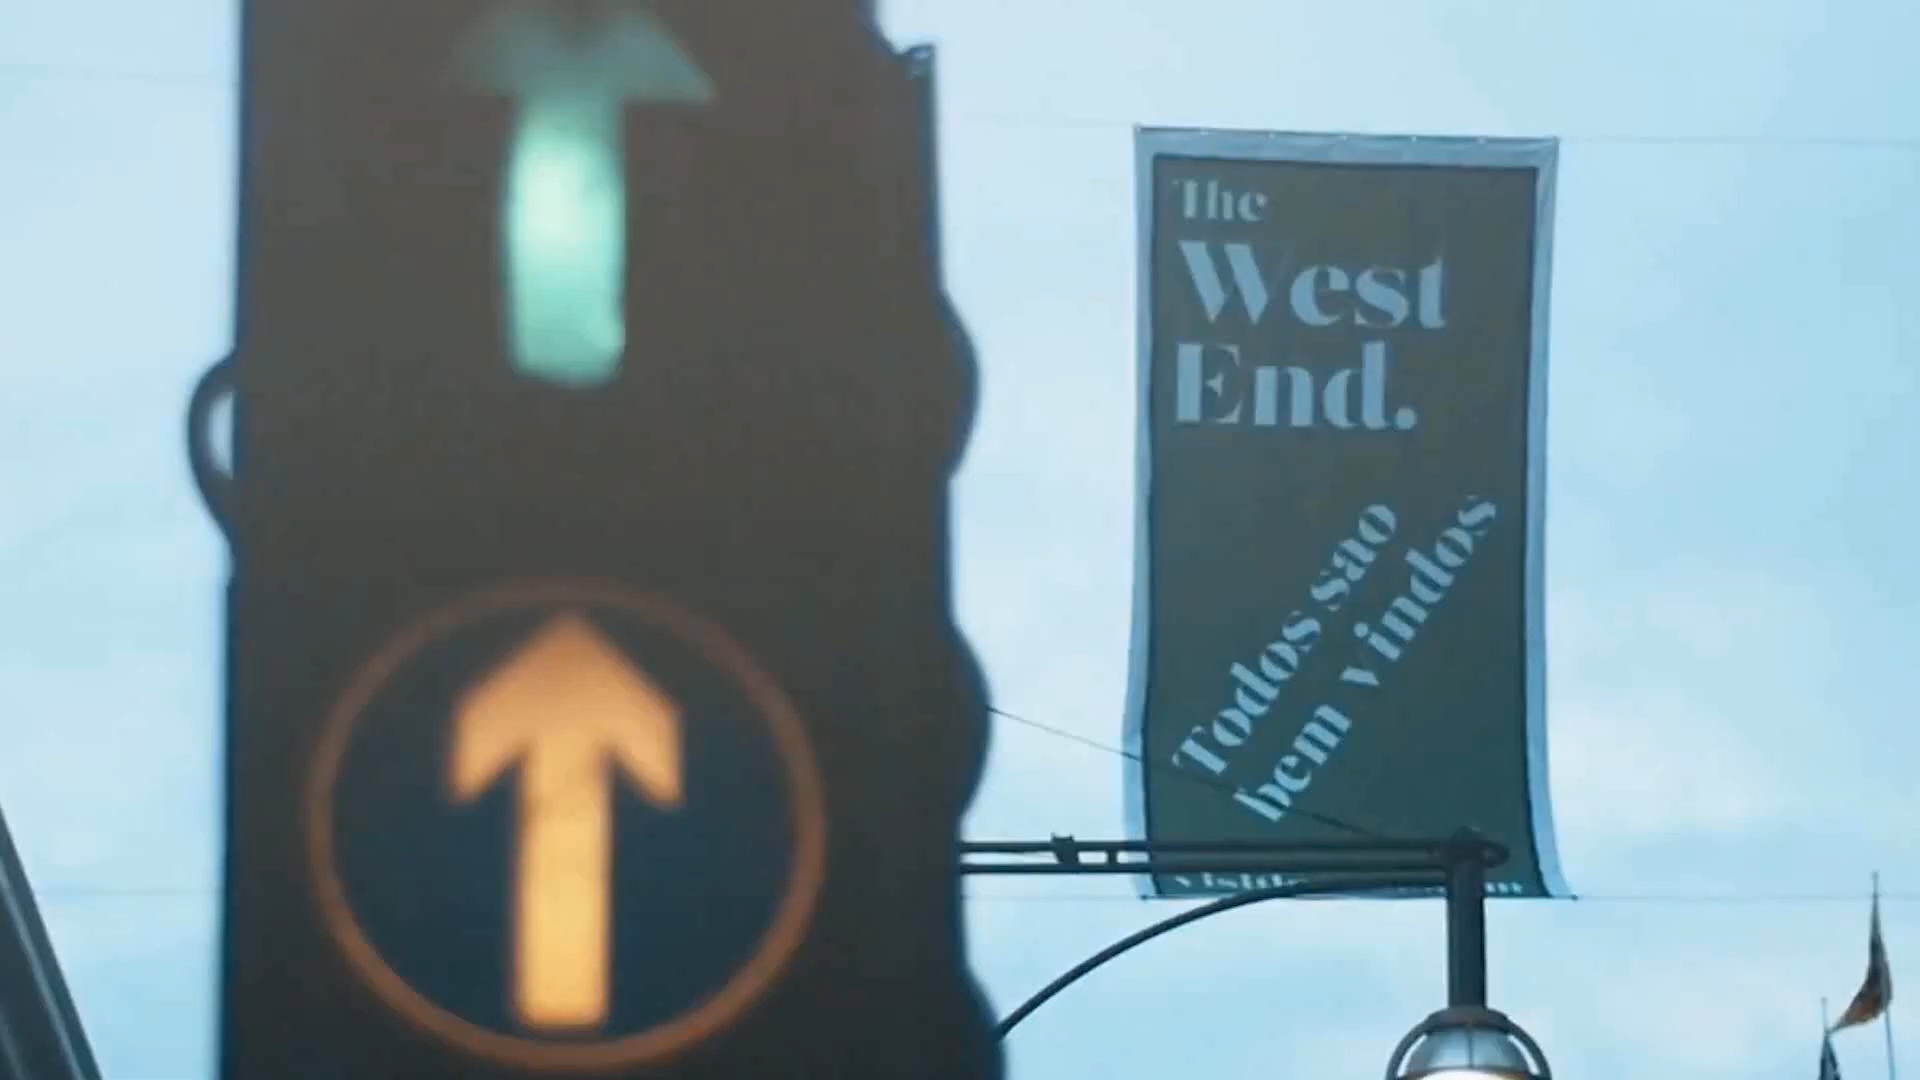 The
West
End.
Todos sao
bem vindos